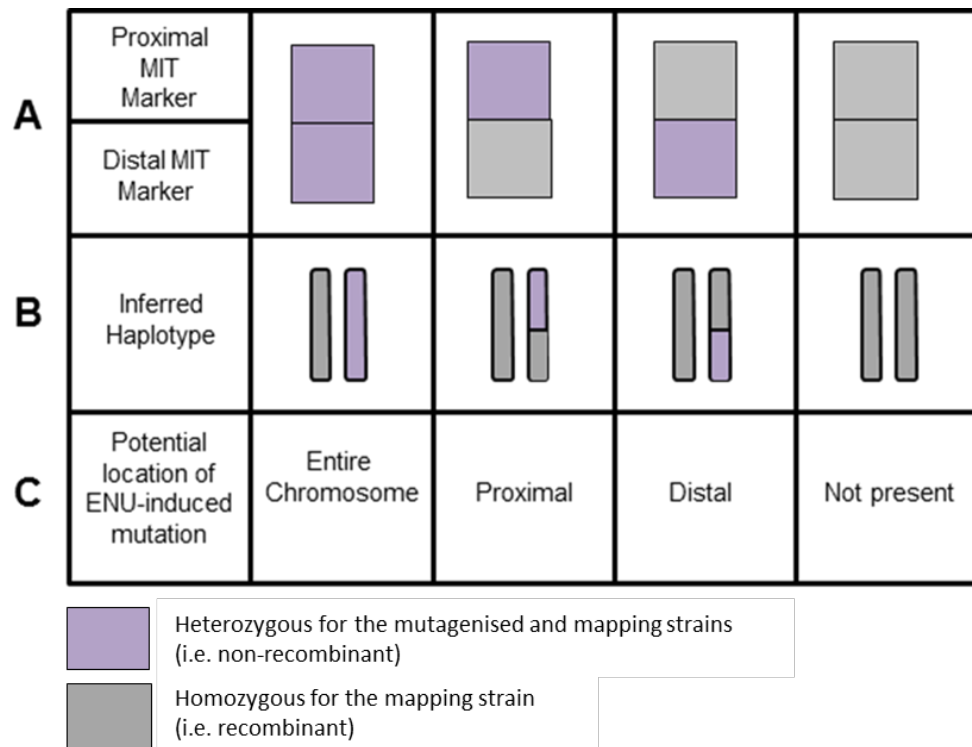 A
Proximal
MIT
Marker
Distal MIT
Marker
B
Inferred
Haplotype
C
Potential
location of
ENU-induced
mutation
Entire
Chromosome
Proximal
Distal
Not present
Heterozygous for the mutagenised and mapping strains
(i.e. non-recombinant)
Homozygous for the mapping strain
(i.e. recombinant)